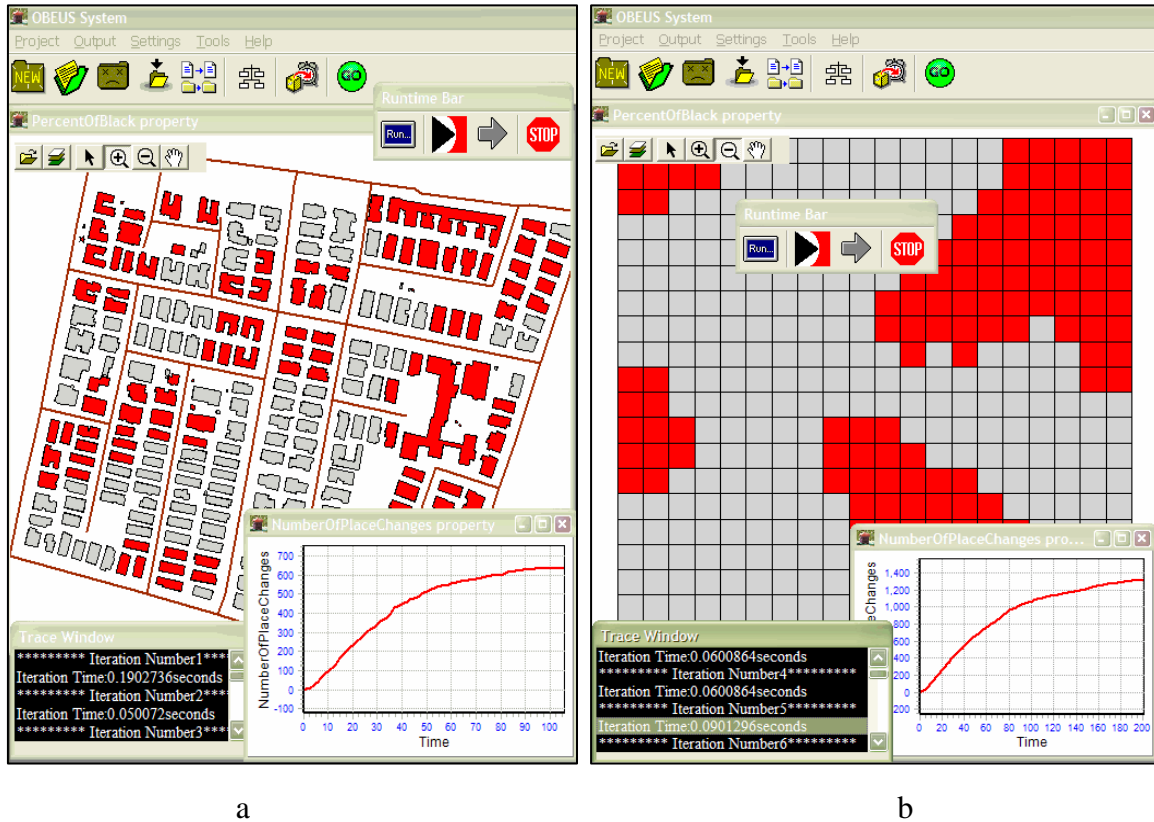 OBEUS System
Project Output Settings Tools Help
NEW
GO
Runtime Bar
Run...
STOP
PercentOfBlack property
NumberOfPlaceChanges property
700
600
500
400
300
200
100
0
-100
NumberOfPlaceChanges
0 10 20 30 40 50 60 70 80 90 100
Time
Trace Window
********* Iteration Number1****
Iteration Time:0.1902736seconds
********* Iteration Number2****
Iteration Time:0.050072seconds
********* Iteration Number3****
a
OBEUS System
Project Output Settings Tools Help
NEW
GO
PercentOfBlack property
Runtime Bar
Run...
STOP
NumberOfPlaceChanges pro...
1,400
1,200
1,000
800
600
400
200
0
200
eChanges
0 20 40 60 80 100 120 140 160 180 200
Time
Trace Window
Iteration Time:0.0600864seconds
********* Iteration Number4*********
Iteration Time:0.0600864seconds
********* Iteration Number5*********
Iteration Time:0.0901296seconds
********* Iteration Number6*********
b